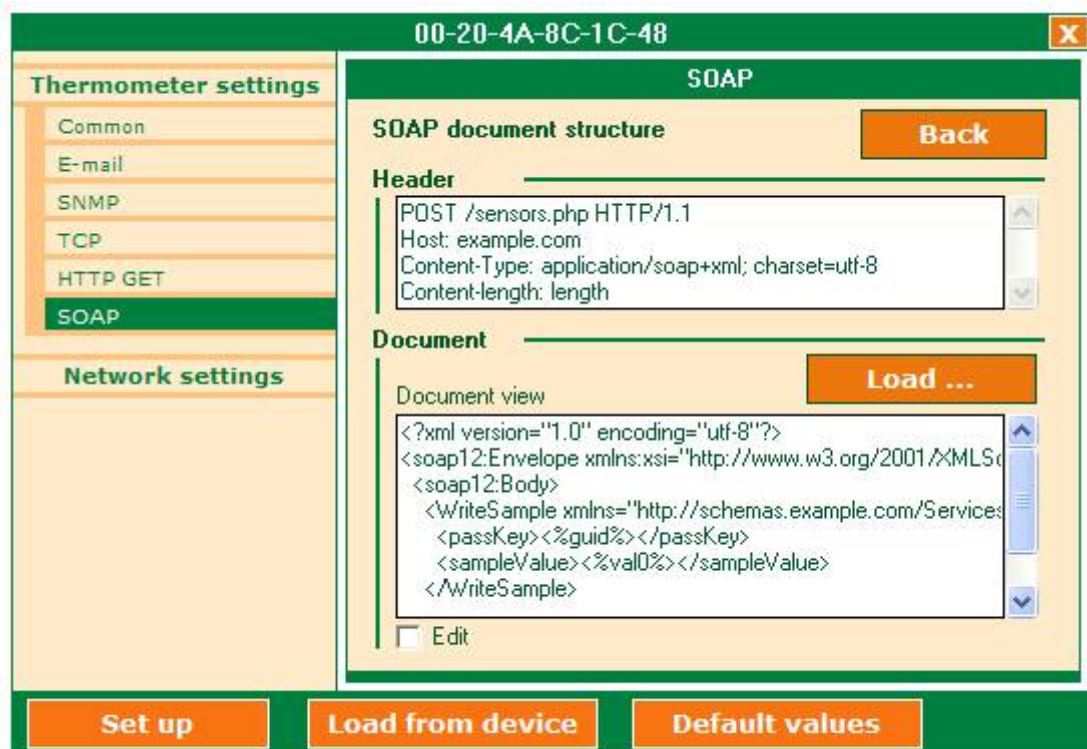 00-20-4A-8C-1C-48
X
Thermometer settings
Common
E-mail
SNMP
TCP
HTTP GET
SOAP
Network settings
SOAP
SOAP document structure
Back
Header
POST /sensors.php HTTP/1.1
Host: example.com
Content-Type: application/soap+xml; charset=utf-8
Content-length: length
Document
Load ...
Document view
<?xml version="1.0" encoding="utf-8"?>
<soap12:Envelope xmlns:xsi="http://www.w3.org/2001/XMLSc
<soap12:Body>
<WriteSample xmlns="http://schemas.example.com/Services
<passKey><%guid%></passKey>
<sampleValue><%val0%></sampleValue>
</WriteSample>
Edit
Set up
Load from device
Default values